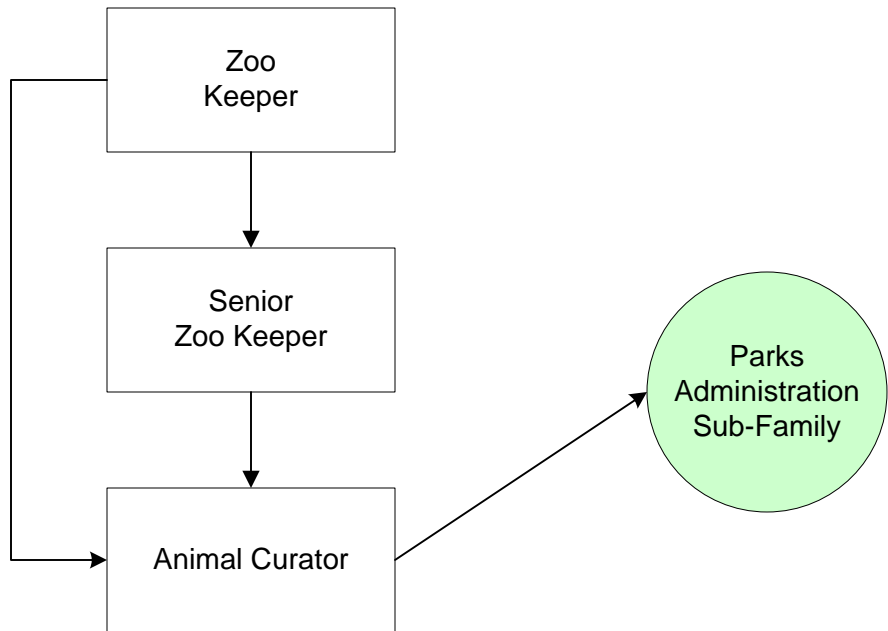 Zoo
Keeper
Senior
Zoo Keeper
Parks
Administration
Sub-Family
Animal Curator